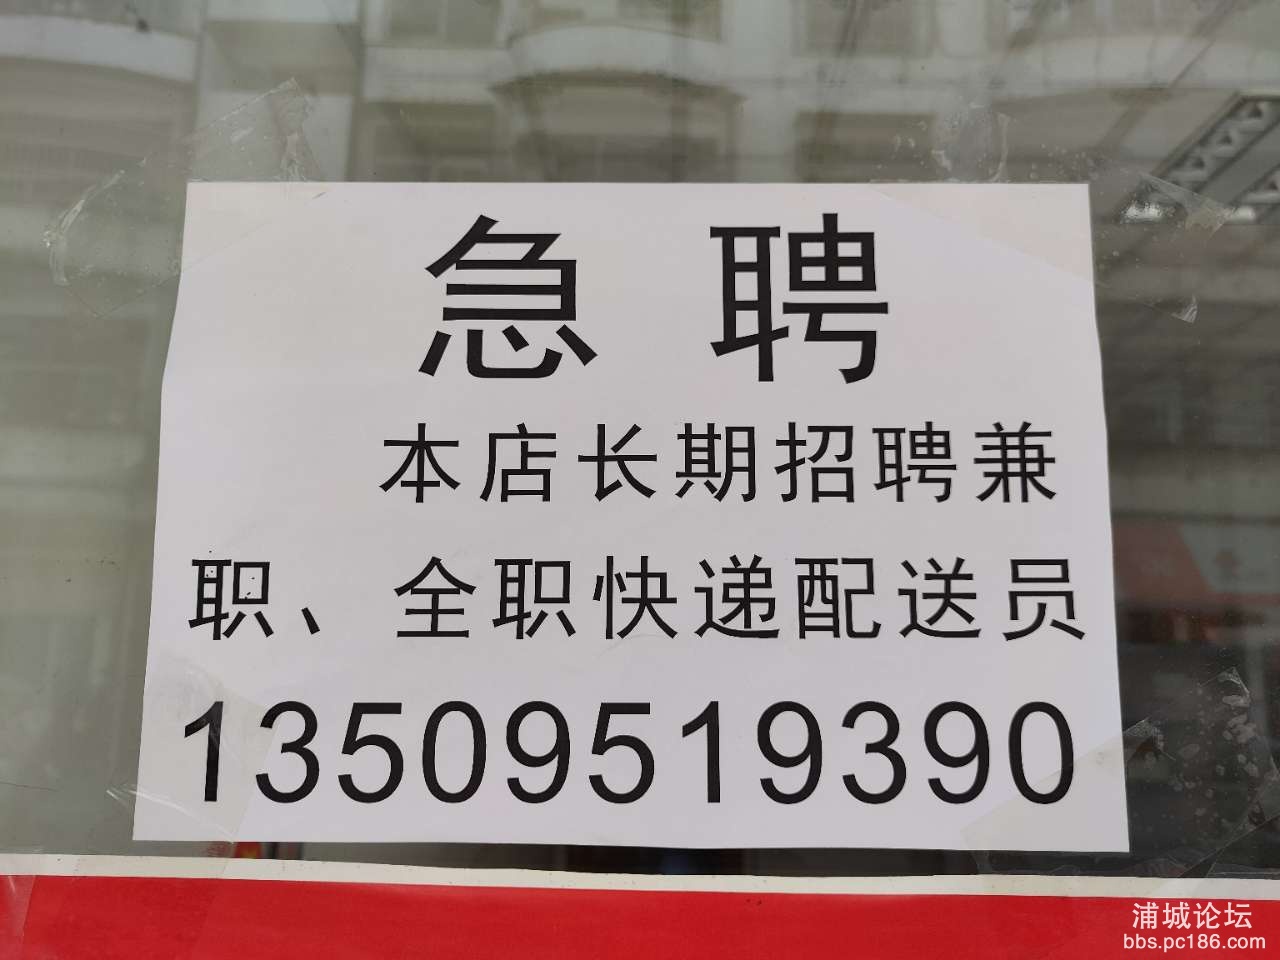 急聘
本店长期招聘兼
职、全职快递配送员
13509519390
浦城论坛
bbs.pc186.com